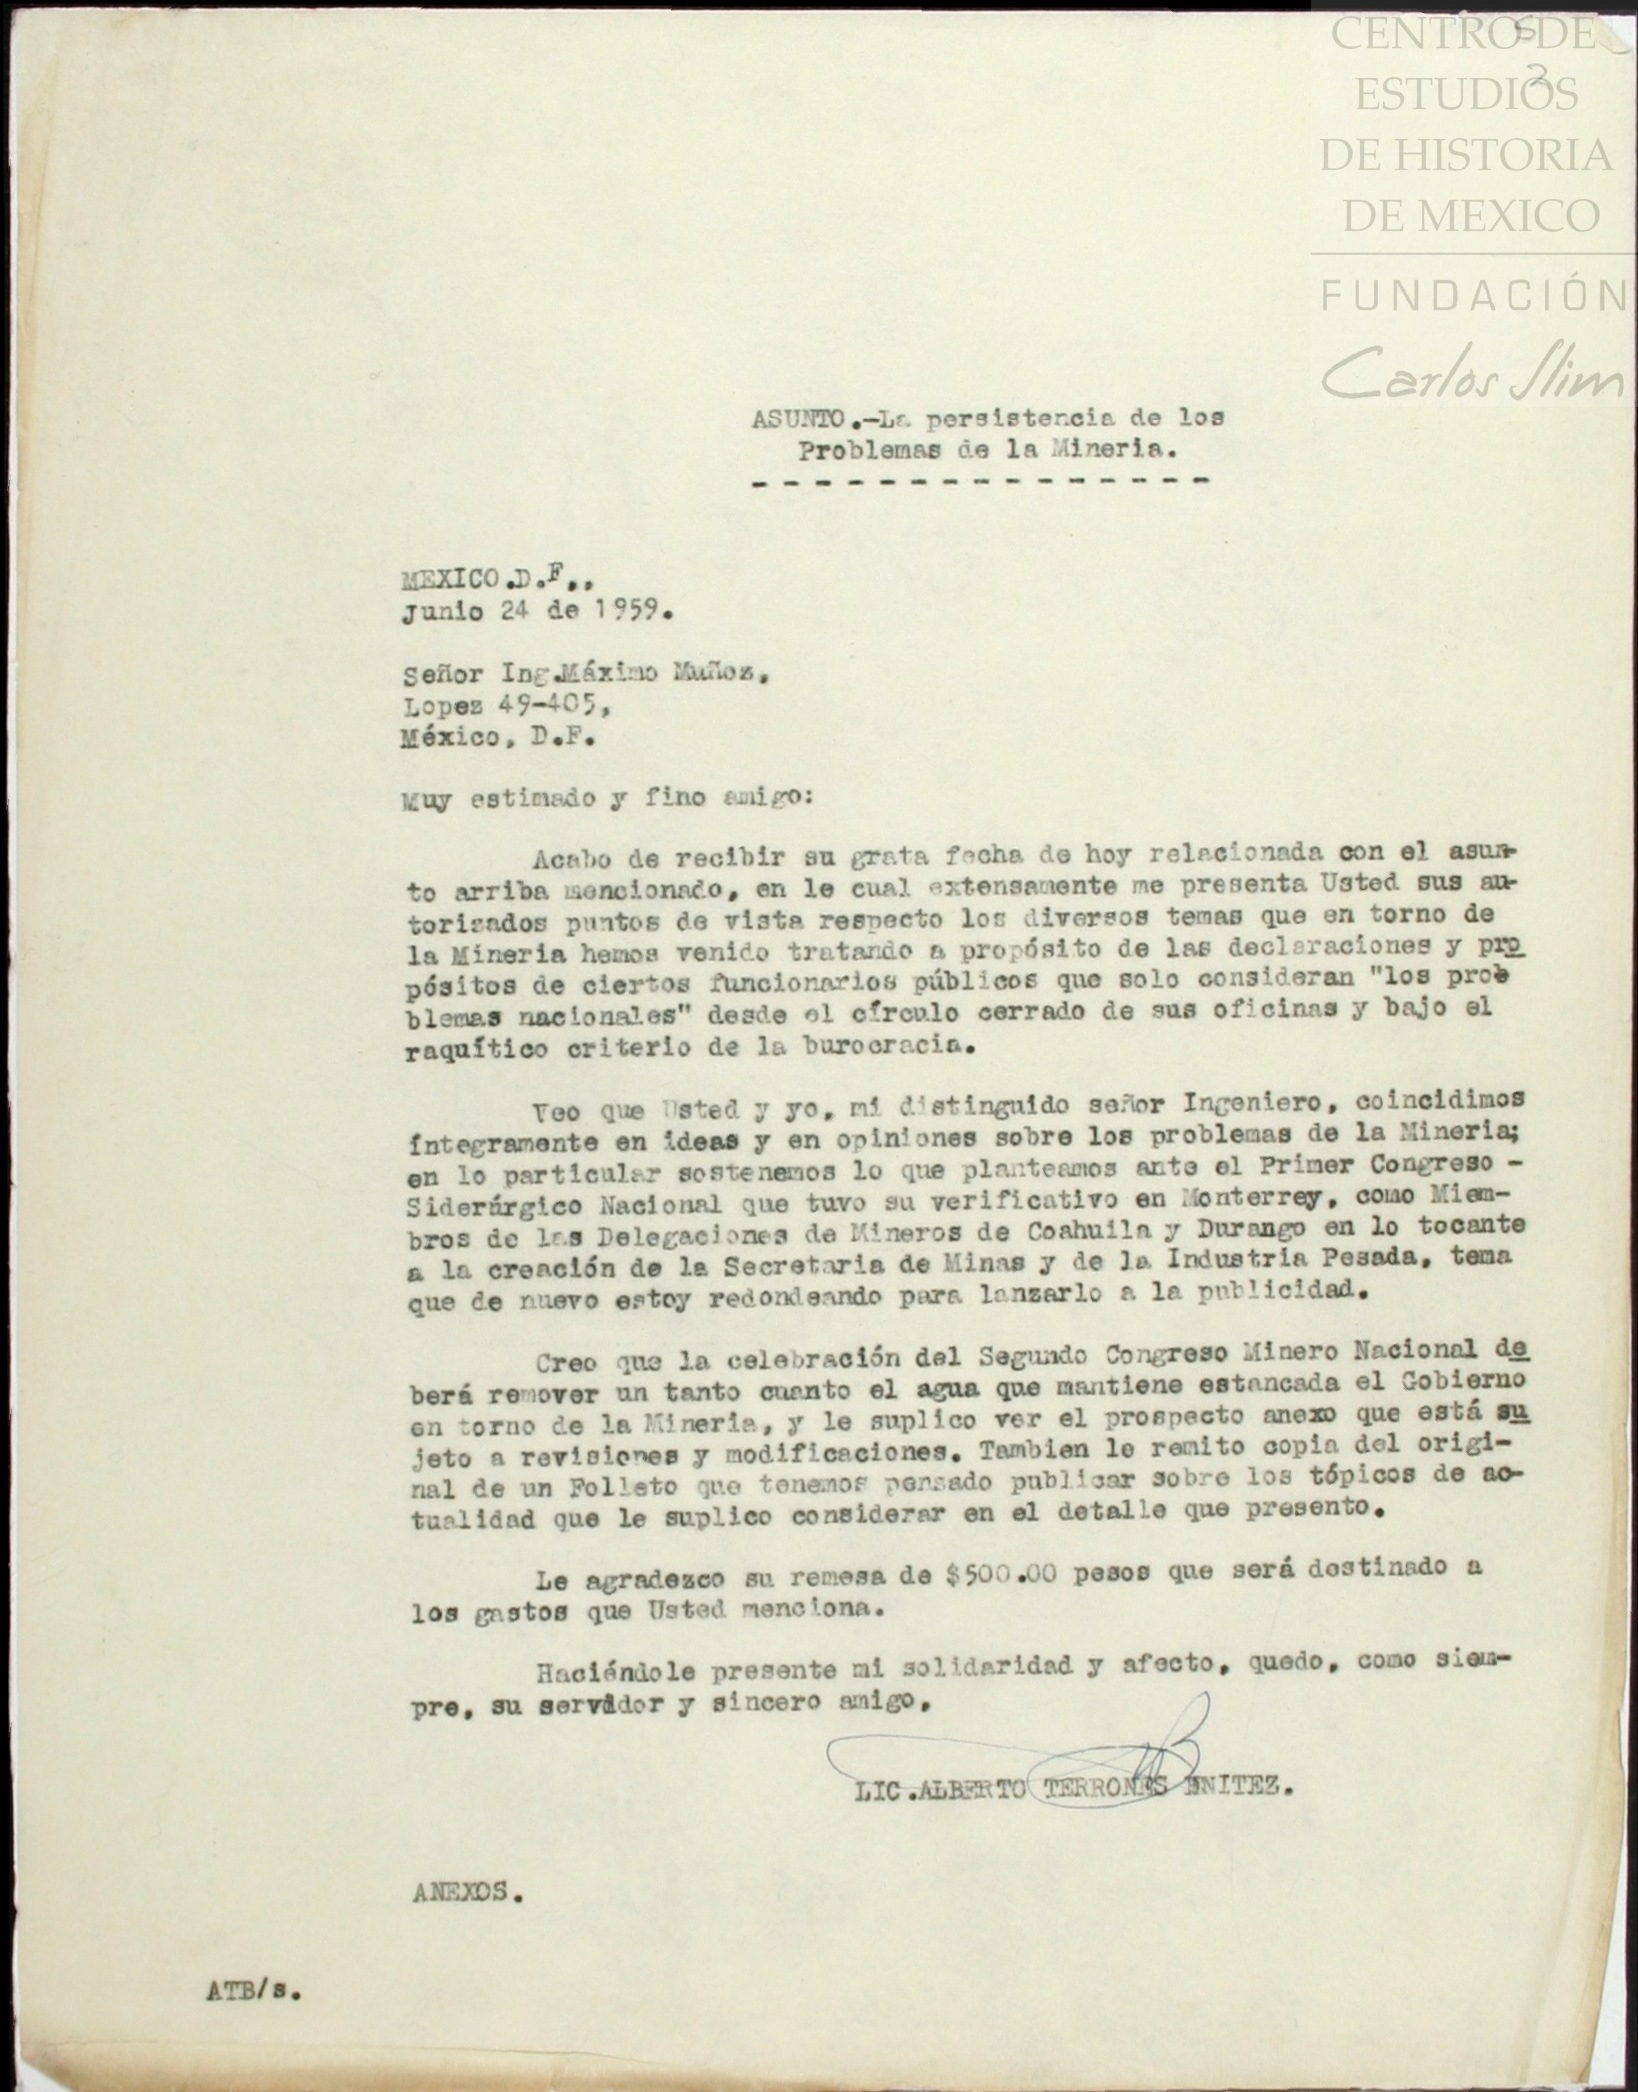 CENTRO DE
ESTUDIOS
DE HISTORIA
DE MEXICO
FUNDACIÓN
Carlos Slim
5
2
ASUNTO.-La persistencia de los
Problemas de la Mineria.
- - - - - - - - - - - - - - -
MEXICO.D.F..
Junio 24 de 1959.
Señor Ing.Máximo Muñoz,
Lopez 49-405,
México, D.F.
Muy estimado y fino amigo:
Acabo de recibir su grata fecha de hoy relacionada con el asun-
to arriba mencionado, en le cual extensamente me presenta Usted sus au-
torizados puntos de vista respecto los diversos temas que en torno de
la Mineria hemos venido tratando a propósito de las declaraciones y pro
pósitos de ciertos funcionarios públicos que solo consideran "los prob
blemas nacionales" desde el círculo cerrado de sus oficinas y bajo el
raquítico criterio de la burocracia.
Veo que Usted y yo, mi distinguido señor Ingeniero, coincidimos
íntegramente en ideas y en opiniones sobre los problemas de la Mineria;
en lo particular sostenemos lo que planteamos ante el Primer Congreso -
Siderúrgico Nacional que tuvo su verificativo en Monterrey, como Miem-
bros de las Delegaciones de Mineros de Coahuila y Durango en lo tocante
a la creación de la Secretaria de Minas y de la Industria Pesada, tema
que de nuevo estoy redondeando para lanzarlo a la publicidad.
Creo que la celebración del Segundo Congreso Minero Nacional de
berá remover un tanto cuanto el agua que mantiene estancada el Gobierno
en torno de la Mineria, y le suplico ver el prospecto anexo que está su
jeto a revisiones y modificaciones. Tambien le remito copia del origi-
nal de un Folleto que tenemos pensado publicar sobre los tópicos de ac-
tualidad que le suplico considerar en el detalle que presento.
Le agradezco su remesa de $500.00 pesos que será destinado a
los gastos que Usted menciona.
Haciéndole presente mi solidaridad y afecto, quedo, como siem-
pre, su servidor y sincero amigo,
LIC.ALBERTO TERRONES BNITEZ.
ANEXOS.
ATB/s.